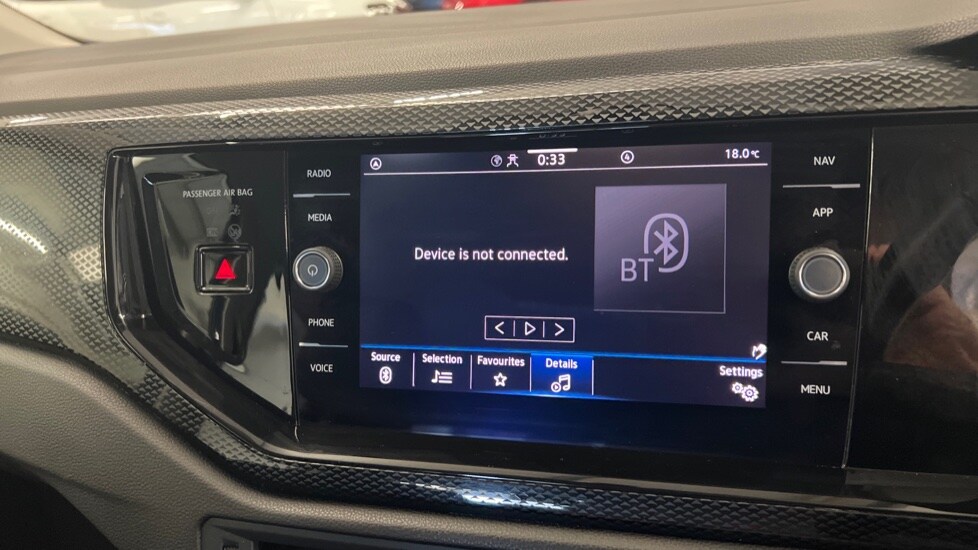 PASSENGER AIR BAG
RADIO
MEDIA
PHONE
VOICE
A
0:33
4
18.0°C
Device is not connected.
BT
Source
Selection
Favourites
Details
Settings
NAV
APP
CAR
MENU